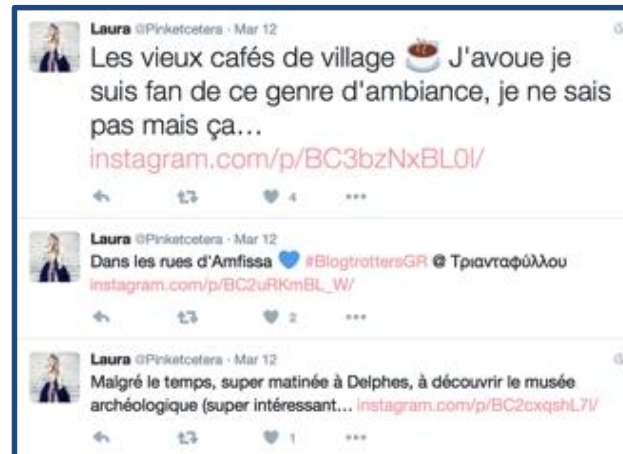 Laura @Pinketcetera · Mar 12
Les vieux cafés de village ☕ J'avoue je
suis fan de ce genre d'ambiance, je ne sais
pas mais ça…
instagram.com/p/BC3bzNxBL0l/
4
Laura @Pinketcetera · Mar 12
Dans les rues d'Amfissa 💙 #BlogtrottersGR @ Τριανταφύλλου
instagram.com/p/BC2uRKmBL_W/
2
Laura @Pinketcetera · Mar 12
Malgré le temps, super matinée à Delphes, à découvrir le musée
archéologique (super intéressant… instagram.com/p/BC2cxqshL7l/
1